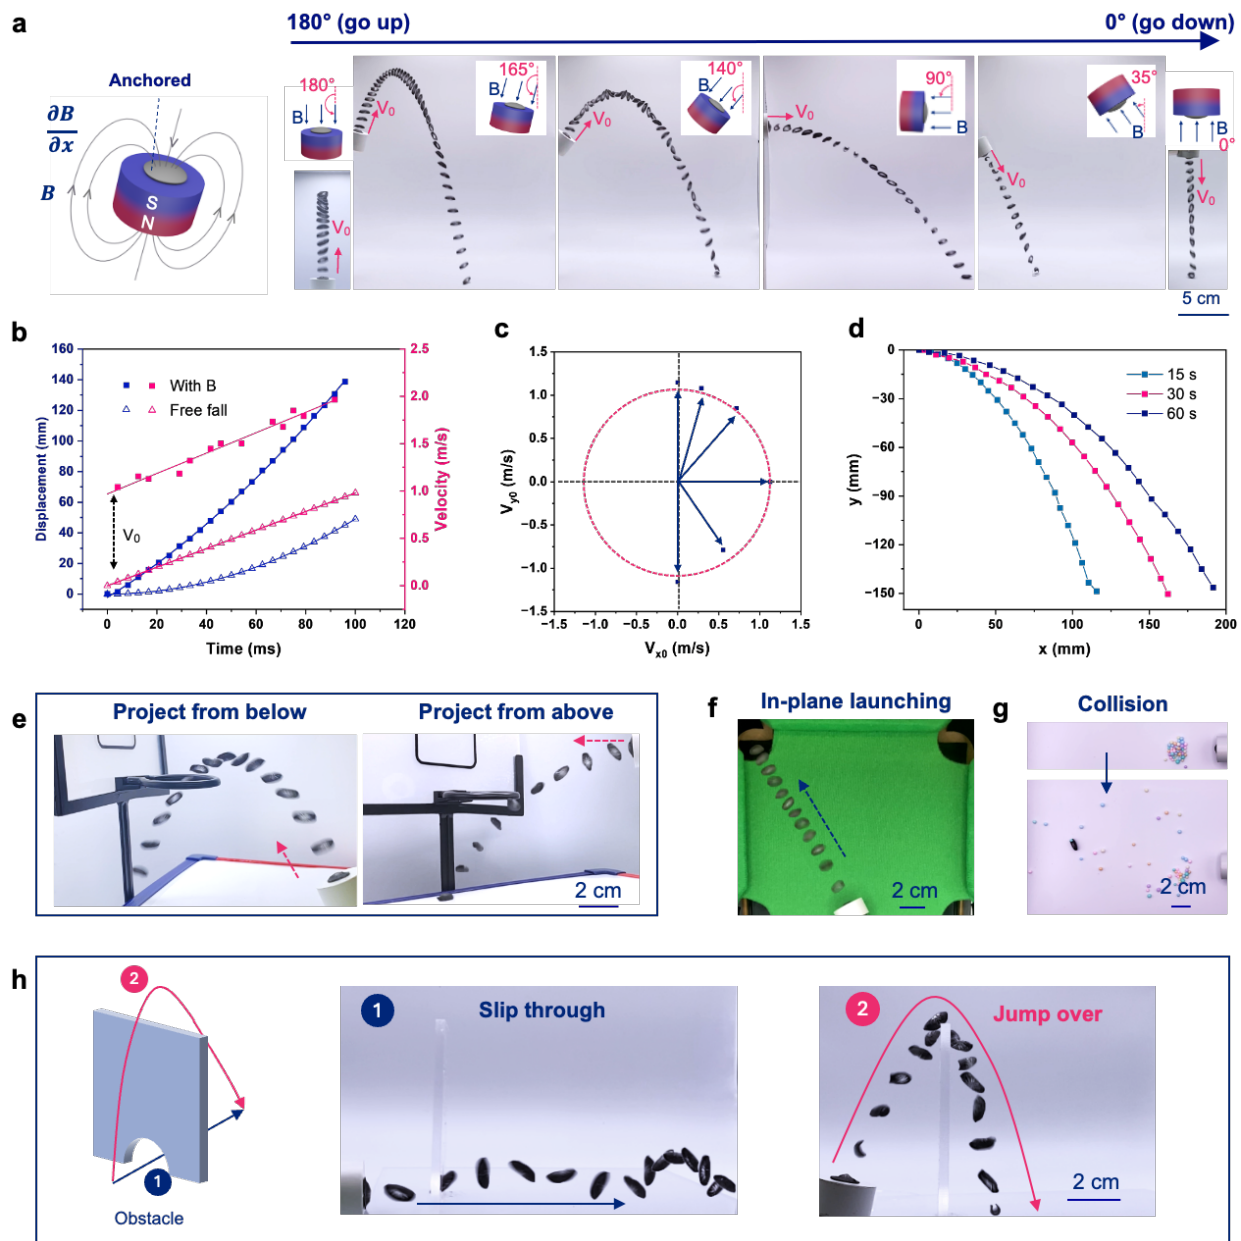 a
180° (go up)
0° (go down)
Anchored
∂B
∂x
B
S
N
180°
B
V₀
165°
B
V₀
140°
B
V₀
90°
B
V₀
35°
B
V₀
B
0°
V₀
5 cm
b
160
140
120
100
80
60
40
20
0
Displacement (mm)
With B
Free fall
V₀
2.5
2.0
1.5
1.0
0.5
0.0
Velocity (m/s)
0 20 40 60 80 100 120
Time (ms)
c
1.5
1.0
0.5
0.0
−0.5
−1.0
−1.5
Vy0 (m/s)
−1.5 −1.0 −0.5 0.0 0.5 1.0 1.5
Vx0 (m/s)
d
0
−30
−60
−90
−120
−150
y (mm)
15 s
30 s
60 s
0 50 100 150 200
x (mm)
e
Project from below
Project from above
2 cm
f
In-plane launching
2 cm
g
Collision
2 cm
h
2
1
Obstacle
1
Slip through
2
Jump over
2 cm